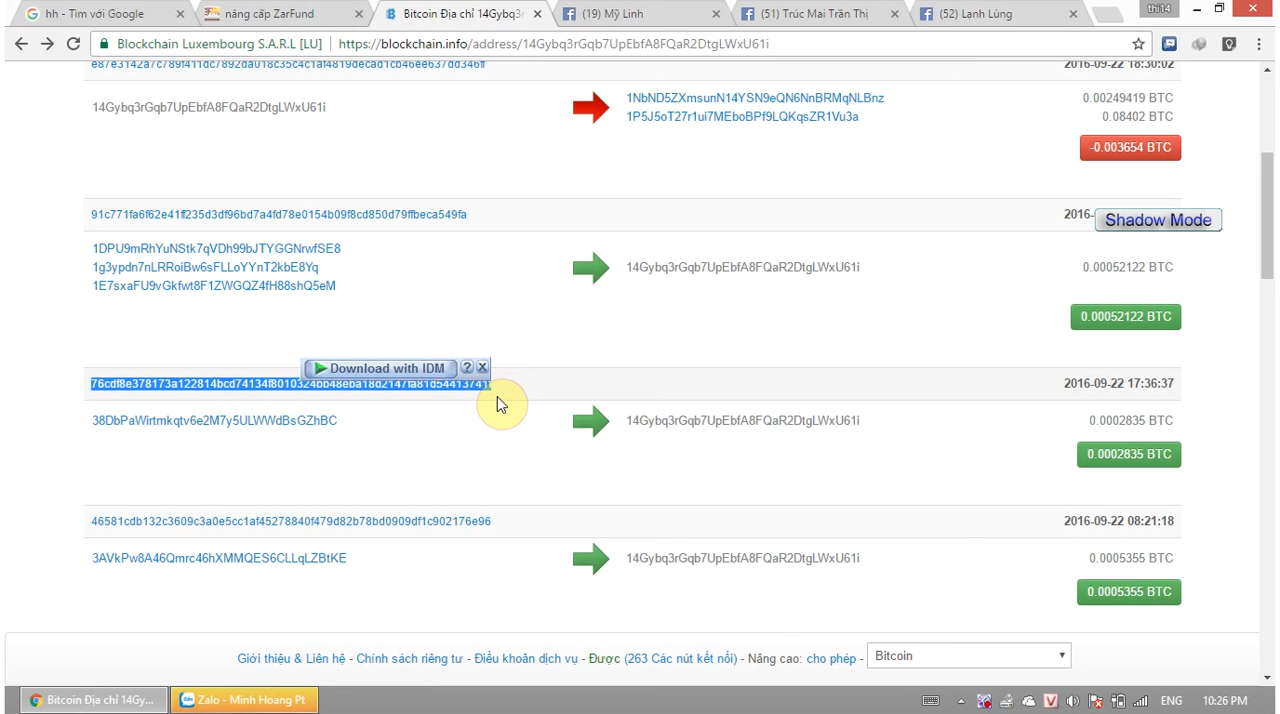 hh - Tìm với Google
nâng cấp ZarFund
Bitcoin Địa chỉ 14Gybq3r
(19) Mỹ Linh
(51) Trúc Mai Trần Thị
(52) Lạnh Lùng
thi14
Blockchain Luxembourg S.A.R.L [LU]
https://blockchain.info/address/14Gybq3rGqb7UpEbfA8FQaR2DtgLWxU61i
e87e3142a7c789f411dc7892da018c35c4c1af4819decad1cb46ee637dd346ff
2016-09-22 18:30:02
14Gybq3rGqb7UpEbfA8FQaR2DtgLWxU61i
1NbND5ZXmsunN14YSN9eQN6NnBRMqNLBnz
0.00249419 BTC
1P5J5oT27r1ui7MEboBPf9LQKqsZR1Vu3a
0.08402 BTC
-0.003654 BTC
91c771fa6f62e41ff235d3df96bd7a4fd78e0154b09f8cd850d79ffbeca549fa
2016-
Shadow Mode
1DPU9mRhYuNStk7qVDh99bJTYGGNrwfSE8
1g3ypdn7nLRRoiBw6sFLLoYYnT2kbE8Yq
14Gybq3rGqb7UpEbfA8FQaR2DtgLWxU61i
0.00052122 BTC
1E7sxaFU9vGkfwt8F1ZWGQZ4fH88shQ5eM
0.00052122 BTC
Download with IDM
?
76cdf8e378173a122814bcd74134f8010324bb48eba18d2147fa81d54413741
2016-09-22 17:36:37
38DbPaWirtmkqtv6e2M7y5ULWWdBsGZhBC
14Gybq3rGqb7UpEbfA8FQaR2DtgLWxU61i
0.0002835 BTC
0.0002835 BTC
46581cdb132c3609c3a0e5cc1af45278840f479d82b78bd0909df1c902176e96
2016-09-22 08:21:18
3AVkPw8A46Qmrc46hXMMQES6CLLqLZBtKE
14Gybq3rGqb7UpEbfA8FQaR2DtgLWxU61i
0.0005355 BTC
0.0005355 BTC
Giới thiệu & Liên hệ - Chính sách riêng tư - Điều khoản dịch vụ - Được (263 Các nút kết nối) - Nâng cao: cho phép -
Bitcoin
Bitcoin Địa chỉ 14Gy...
Zalo - Minh Hoang Pt
ENG
10:26 PM